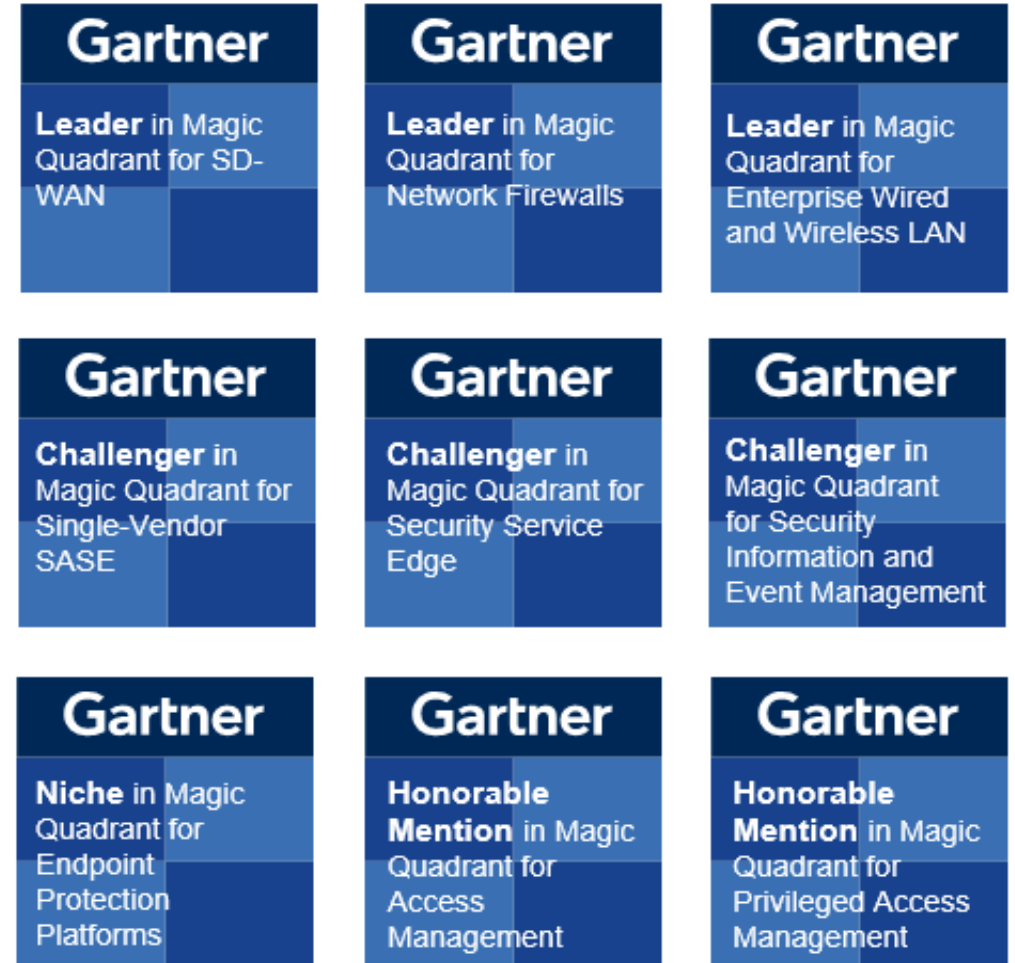 Gartner
Leader in Magic
Quadrant for SD-
WAN
Gartner
Leader in Magic
Quadrant for
Network Firewalls
Gartner
Leader in Magic
Quadrant for
Enterprise Wired
and Wireless LAN
Gartner
Challenger in
Magic Quadrant for
Single-Vendor
SASE
Gartner
Challenger in
Magic Quadrant for
Security Service
Edge
Gartner
Challenger in
Magic Quadrant
for Security
Information and
Event Management
Gartner
Niche in Magic
Quadrant for
Endpoint
Protection
Platforms
Gartner
Honorable
Mention in Magic
Quadrant for
Access
Management
Gartner
Honorable
Mention in Magic
Quadrant for
Privileged Access
Management